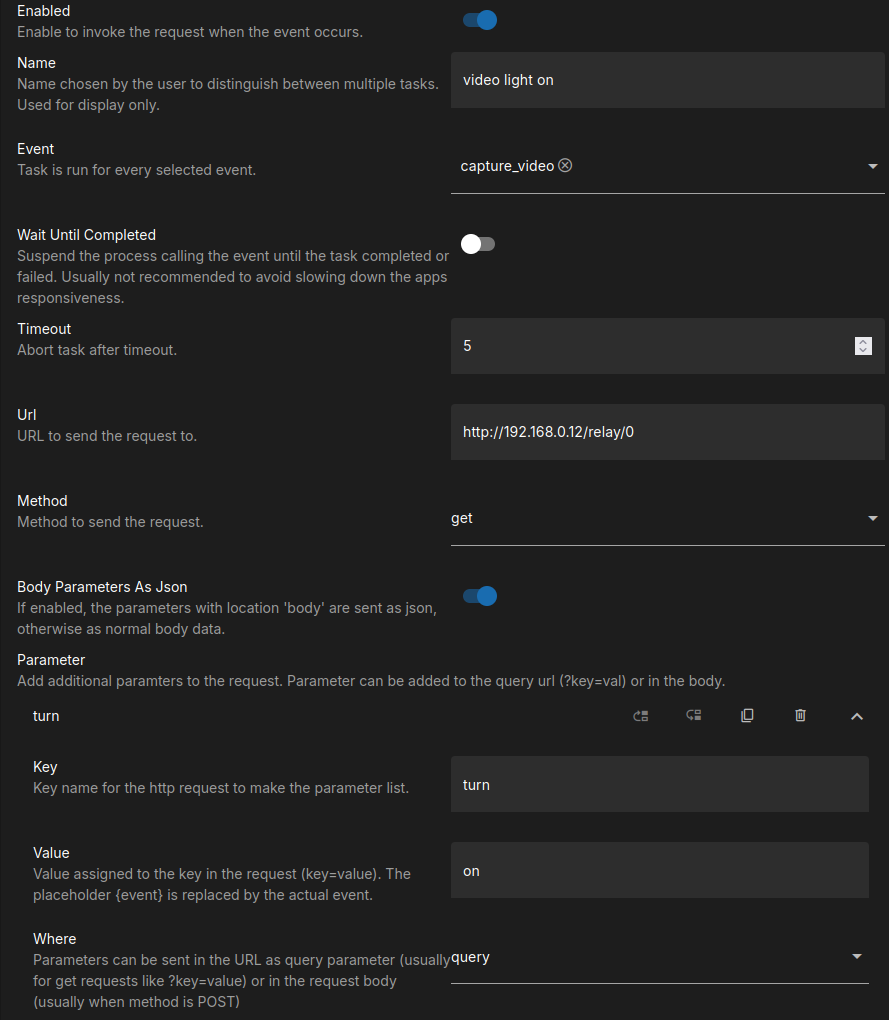 Enabled
Enable to invoke the request when the event occurs.
Name
Name chosen by the user to distinguish between multiple tasks.
Used for display only.
video light on
Event
Task is run for every selected event.
capture_video
Wait Until Completed
Suspend the process calling the event until the task completed or
failed. Usually not recommended to avoid slowing down the apps
responsiveness.
Timeout
Abort task after timeout.
5
Url
URL to send the request to.
http://192.168.0.12/relay/0
Method
Method to send the request.
get
Body Parameters As Json
If enabled, the parameters with location 'body' are sent as json,
otherwise as normal body data.
Parameter
Add additional paramters to the request. Parameter can be added to the query url (?key=val) or in the body.
turn
Key
Key name for the http request to make the parameter list.
turn
Value
Value assigned to the key in the request (key=value). The
placeholder {event} is replaced by the actual event.
on
Where
Parameters can be sent in the URL as query parameter (usually
for get requests like ?key=value) or in the request body
(usually when method is POST)
query